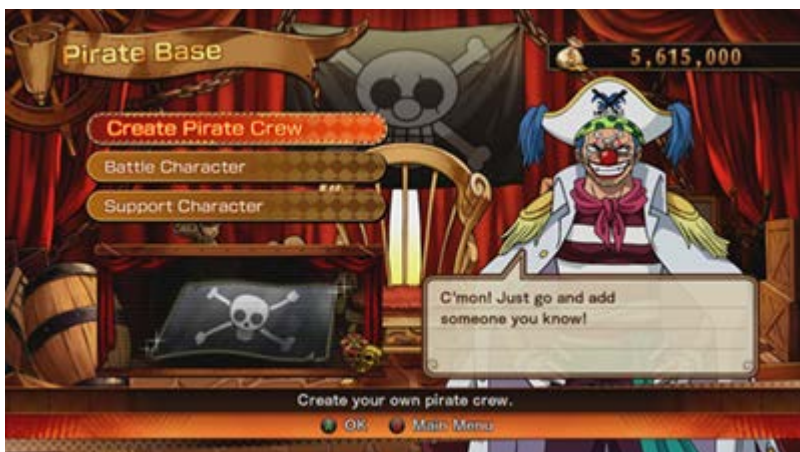 Pirate Base
5,615,000
Create Pirate Crew
Battle Character
Support Character
C'mon! Just go and add
someone you know!
Create your own pirate crew.
OK Main Menu